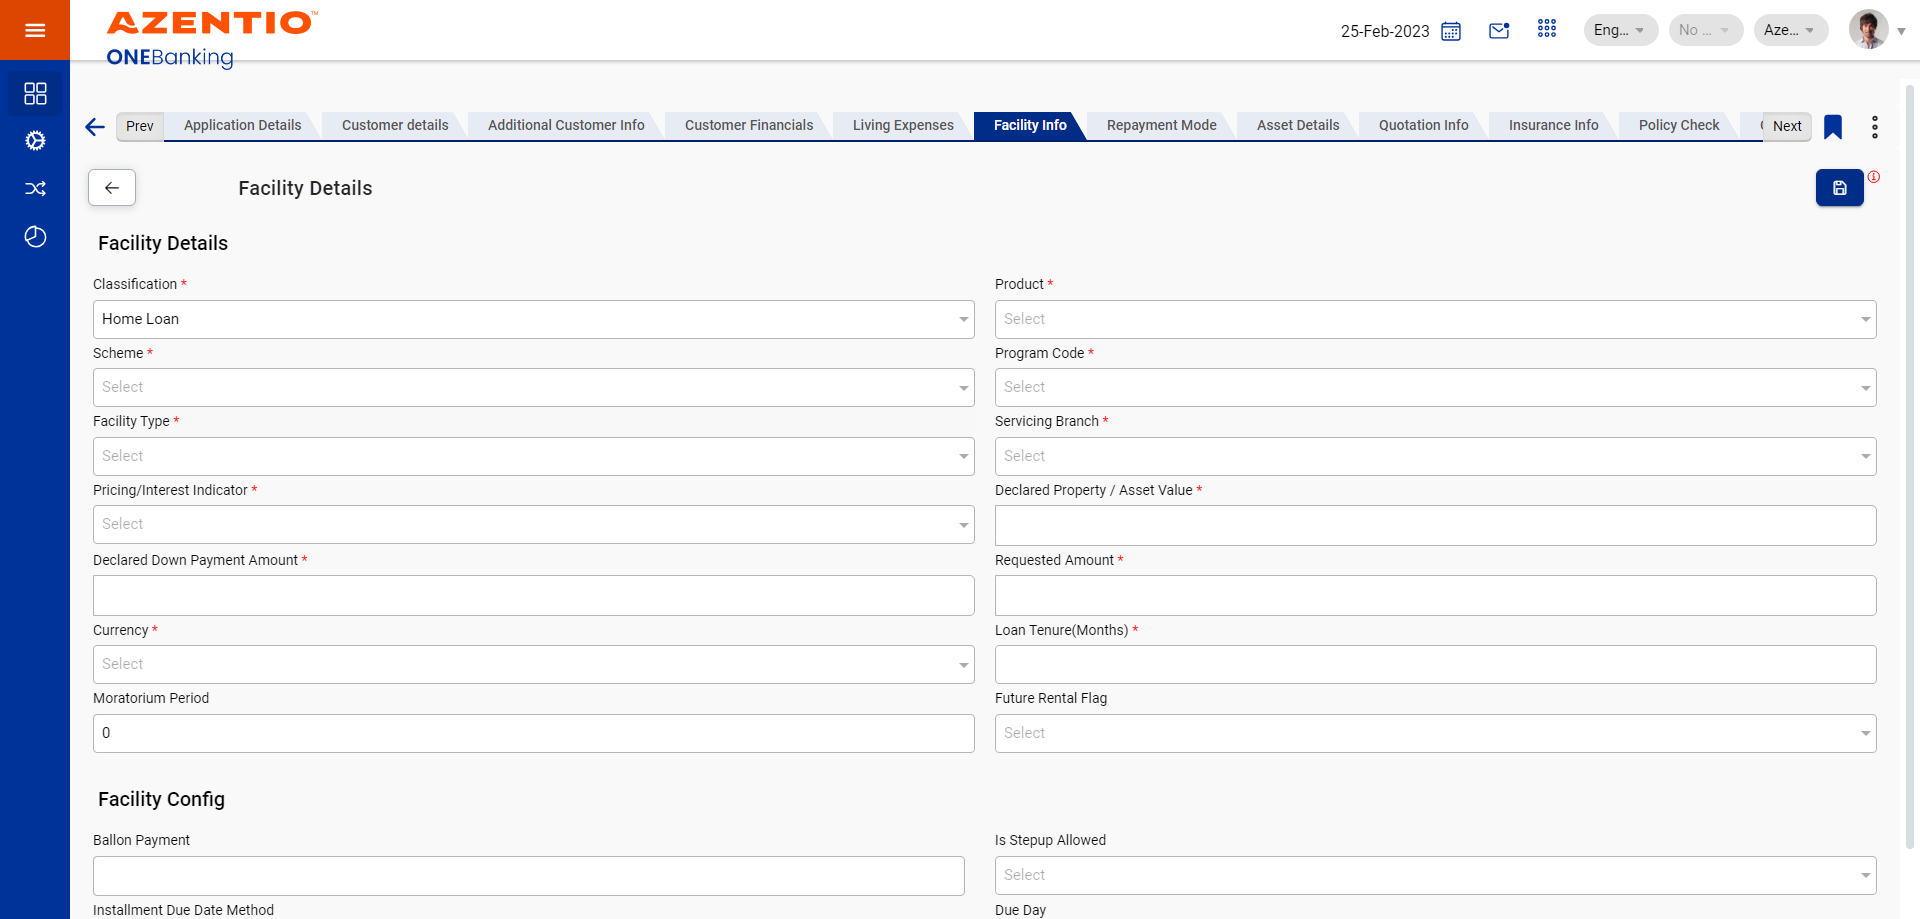 AZENTIO™
ONEBanking
25-Feb-2023
Eng...
No ...
Aze...
Prev
Application Details
Customer details
Additional Customer Info
Customer Financials
Living Expenses
Facility Info
Repayment Mode
Asset Details
Quotation Info
Insurance Info
Policy Check
Next
Facility Details
Facility Details
Classification *
Product *
Home Loan
Select
Scheme *
Program Code *
Select
Select
Facility Type *
Servicing Branch *
Select
Select
Pricing/Interest Indicator *
Declared Property / Asset Value *
Select
Declared Down Payment Amount *
Requested Amount *
Currency *
Loan Tenure(Months) *
Select
Moratorium Period
Future Rental Flag
0
Select
Facility Config
Ballon Payment
Is Stepup Allowed
Select
Installment Due Date Method
Due Day